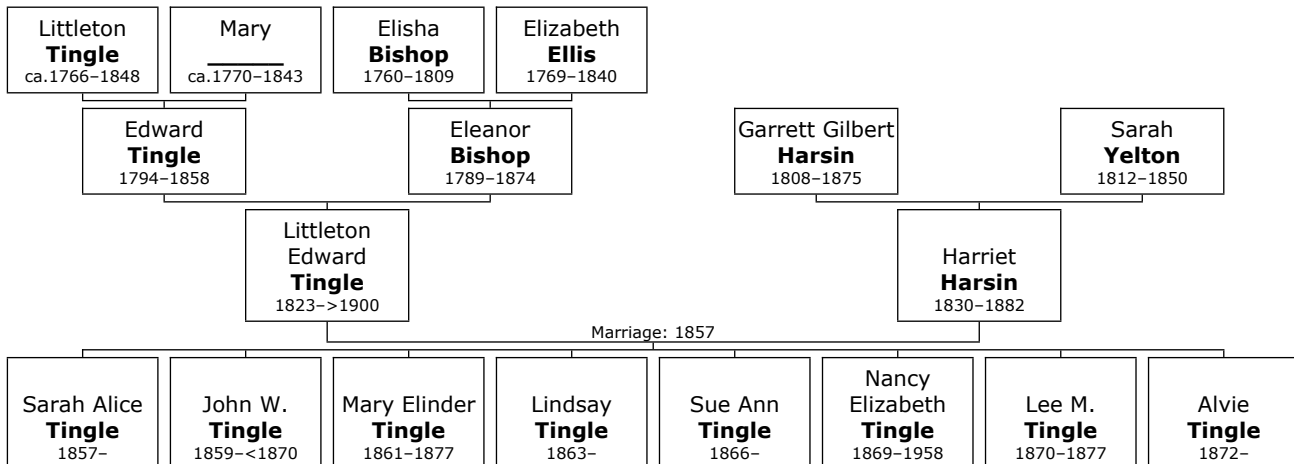 Littleton
Tingle
ca.1766–1848
Mary
______
ca.1770–1843
Elisha
Bishop
1760–1809
Elizabeth
Ellis
1769–1840
Edward
Tingle
1794–1858
Eleanor
Bishop
1789–1874
Garrett Gilbert
Harsin
1808–1875
Sarah
Yelton
1812–1850
Littleton
Edward
Tingle
1823–>1900
Harriet
Harsin
1830–1882
Marriage: 1857
Sarah Alice
Tingle
1857–
John W.
Tingle
1859–<1870
Mary Elinder
Tingle
1861–1877
Lindsay
Tingle
1863–
Sue Ann
Tingle
1866–
Nancy
Elizabeth
Tingle
1869–1958
Lee M.
Tingle
1870–1877
Alvie
Tingle
1872–